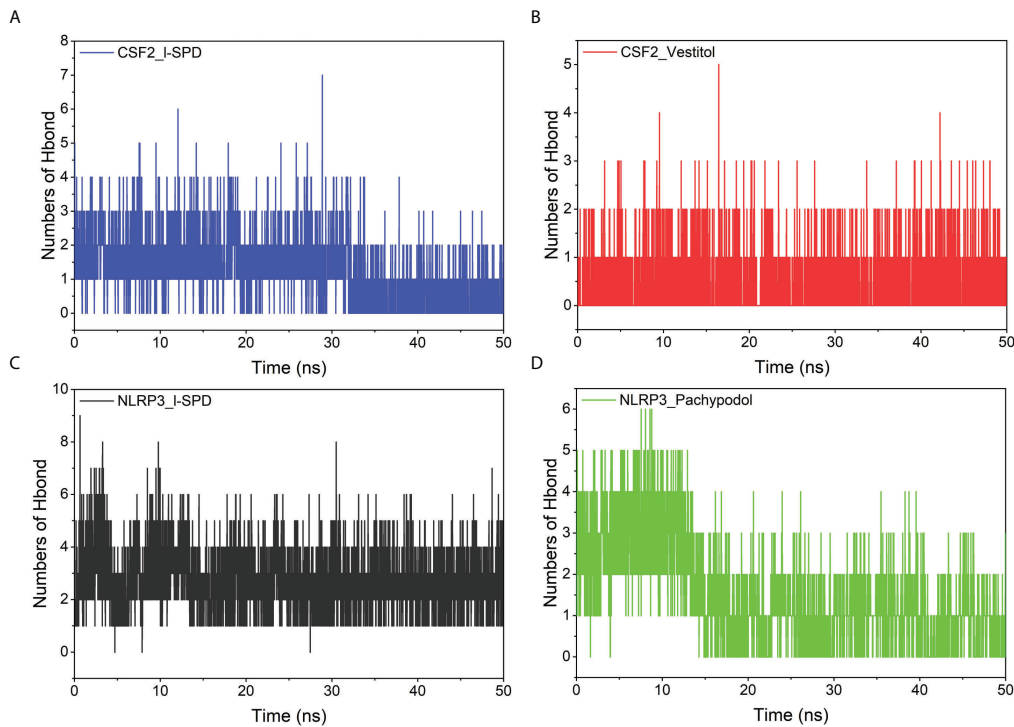 A
CSF2_l-SPD
8
7
6
5
4
3
2
1
0
Numbers of Hbond
0 10 20 30 40 50
Time (ns)
B
CSF2_Vestitol
5
4
3
2
1
0
Numbers of Hbond
0 10 20 30 40 50
Time (ns)
C
NLRP3_l-SPD
10
8
6
4
2
0
Numbers of Hbond
0 10 20 30 40 50
Time (ns)
D
NLRP3_Pachypodol
6
5
4
3
2
1
0
Numbers of Hbond
0 10 20 30 40 50
Time (ns)